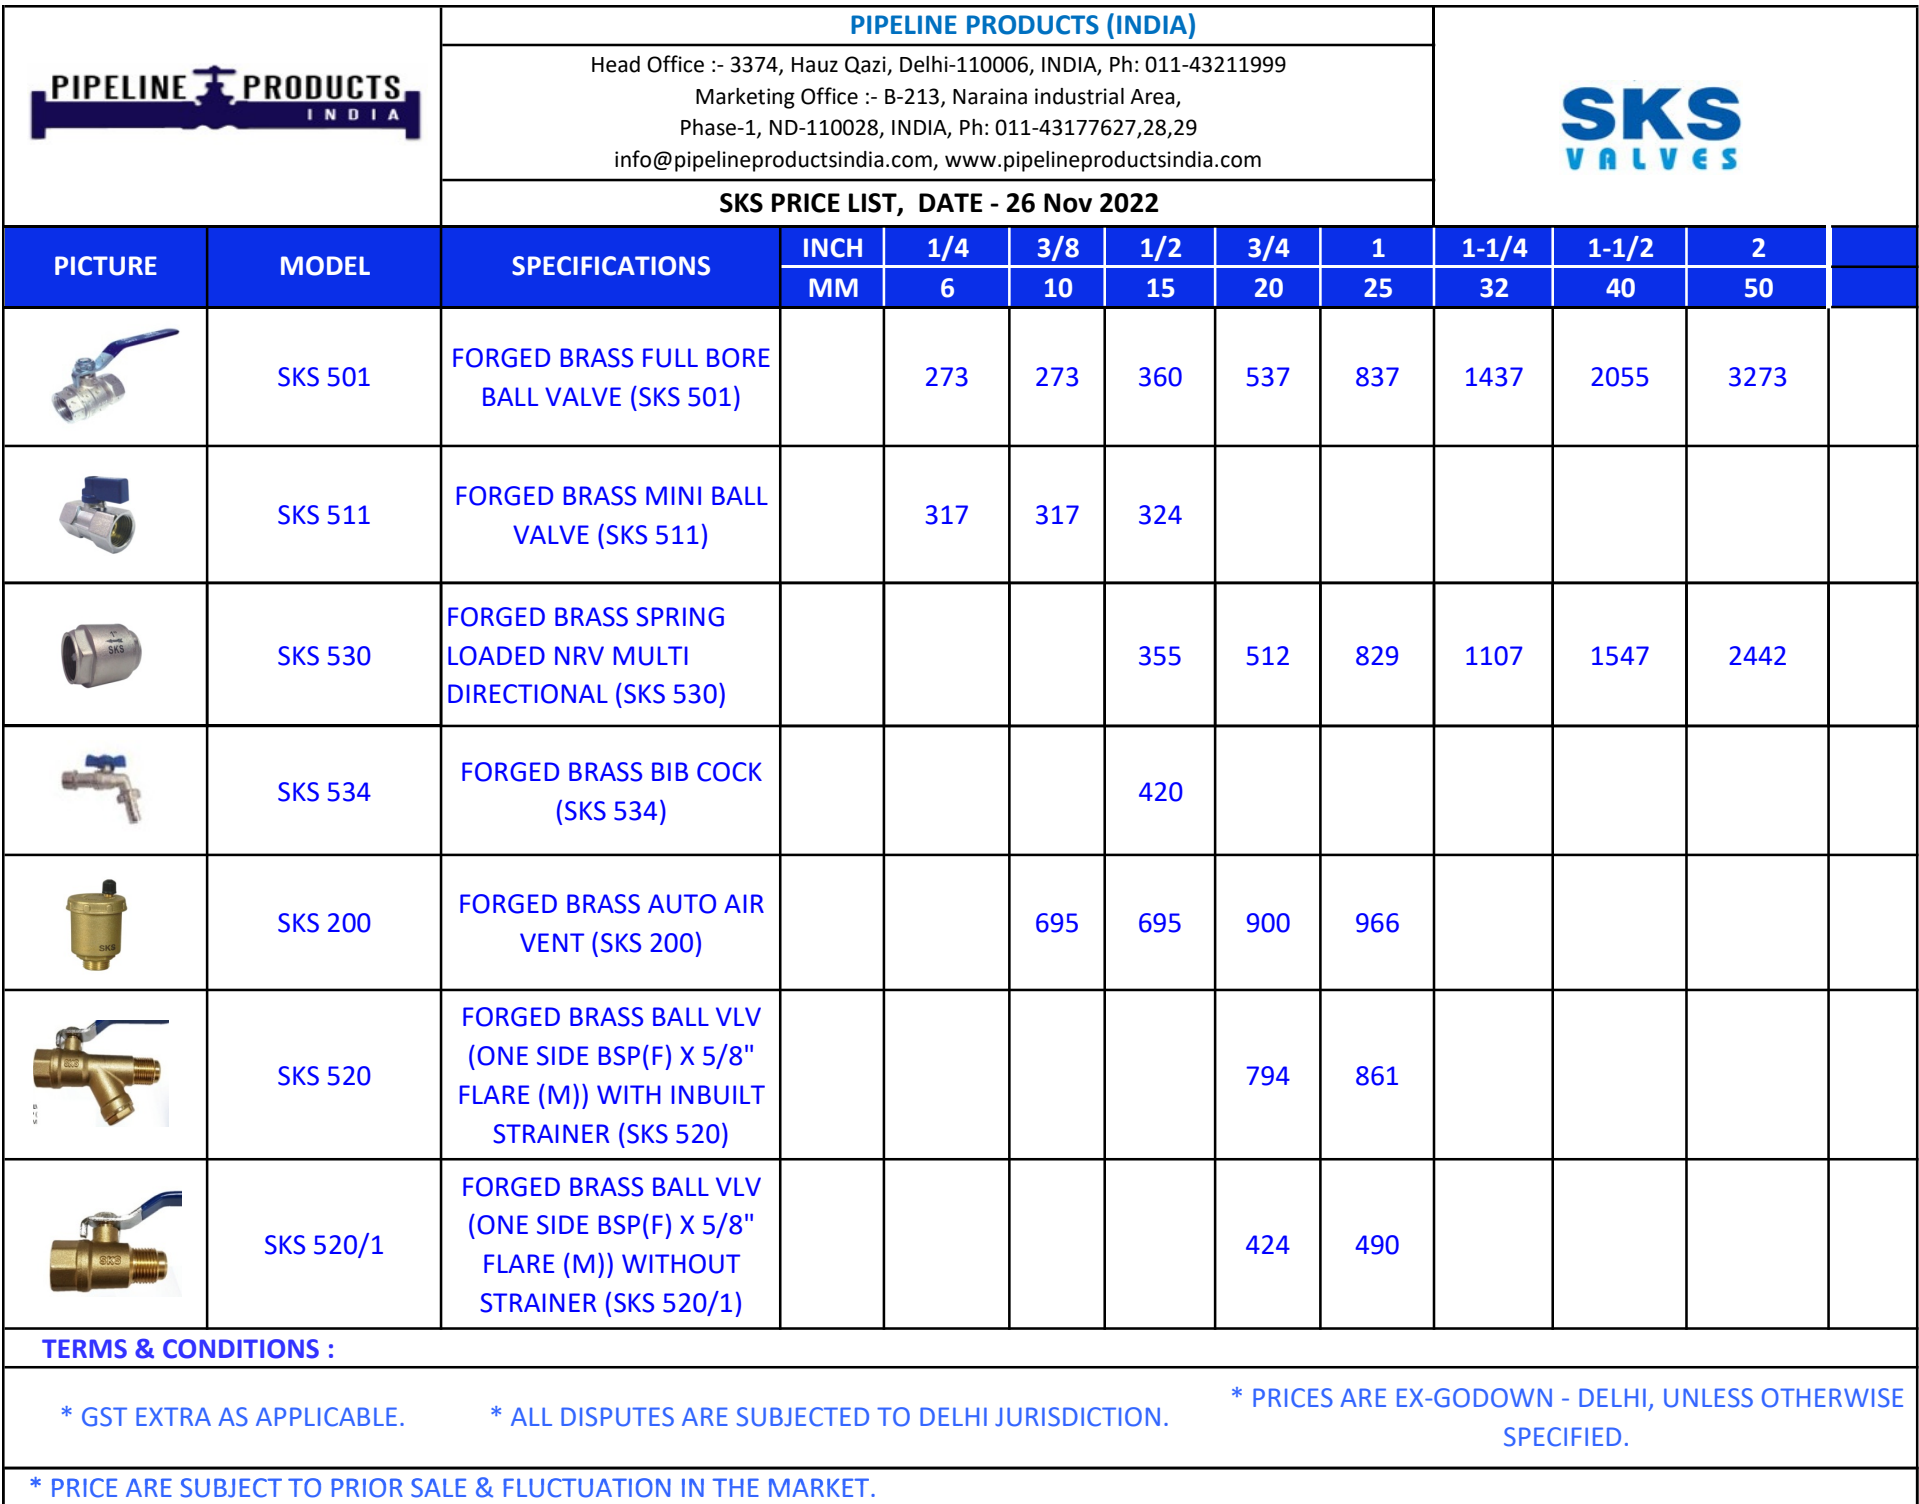 PIPELINE PRODUCTS
INDIA
PIPELINE PRODUCTS (INDIA)
Head Office :- 3374, Hauz Qazi, Delhi-110006, INDIA, Ph: 011-43211999
Marketing Office :- B-213, Naraina industrial Area,
Phase-1, ND-110028, INDIA, Ph: 011-43177627,28,29
info@pipelineproductsindia.com, www.pipelineproductsindia.com
SKS PRICE LIST, DATE - 26 Nov 2022
SKS
VALVES
PICTURE MODEL SPECIFICATIONS
INCH 1/4 3/8 1/2 3/4 1 1-1/4 1-1/2 2
MM 6 10 15 20 25 32 40 50
SKS 501
FORGED BRASS FULL BORE
BALL VALVE (SKS 501)
273 273 360 537 837 1437 2055 3273
SKS 511
FORGED BRASS MINI BALL
VALVE (SKS 511)
317 317 324
1"
SKS
SKS 530
FORGED BRASS SPRING
LOADED NRV MULTI
DIRECTIONAL (SKS 530)
355 512 829 1107 1547 2442
SKS 534
FORGED BRASS BIB COCK
(SKS 534)
420
SKS
SKS 200
FORGED BRASS AUTO AIR
VENT (SKS 200)
695 695 900 966
SKS
SKS 520
FORGED BRASS BALL VLV
(ONE SIDE BSP(F) X 5/8"
FLARE (M)) WITH INBUILT
STRAINER (SKS 520)
794 861
SKS
SKS 520/1
FORGED BRASS BALL VLV
(ONE SIDE BSP(F) X 5/8"
FLARE (M)) WITHOUT
STRAINER (SKS 520/1)
424 490
TERMS & CONDITIONS :
* GST EXTRA AS APPLICABLE.
* ALL DISPUTES ARE SUBJECTED TO DELHI JURISDICTION.
* PRICES ARE EX-GODOWN - DELHI, UNLESS OTHERWISE
SPECIFIED.
* PRICE ARE SUBJECT TO PRIOR SALE & FLUCTUATION IN THE MARKET.